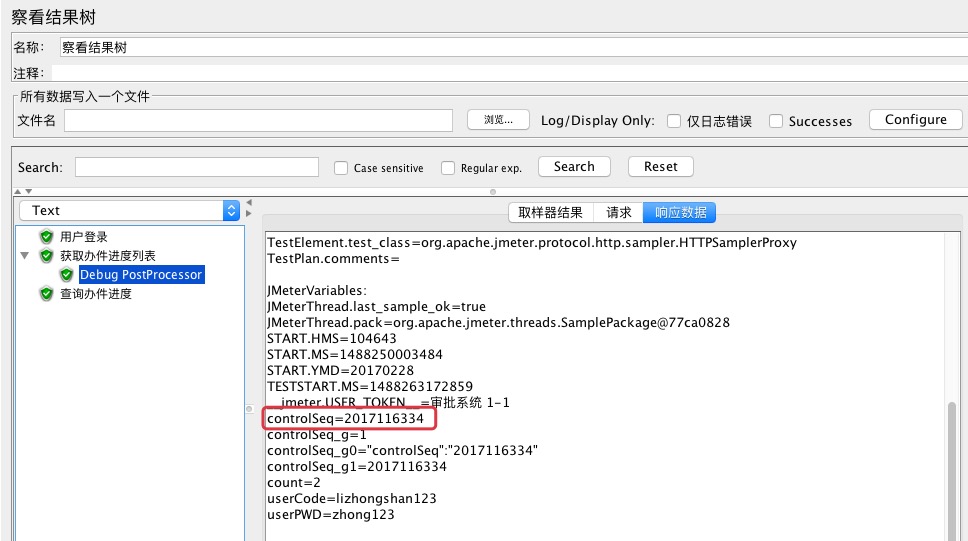 察看结果树
名称： 察看结果树
注释：
所有数据写入一个文件
文件名 浏览... Log/Display Only: 仅日志错误 Successes Configure
Search: Case sensitive Regular exp. Search Reset
Text
取样器结果 请求 响应数据
用户登录
获取办件进度列表
Debug PostProcessor
查询办件进度
TestElement.test_class=org.apache.jmeter.protocol.http.sampler.HTTPSamplerProxy
TestPlan.comments=
JMeterVariables:
JMeterThread.last_sample_ok=true
JMeterThread.pack=org.apache.jmeter.threads.SamplePackage@77ca0828
START.HMS=104643
START.MS=1488250003484
START.YMD=20170228
TESTSTART.MS=1488263172859
__jmeter.USER_TOKEN__=审批系统 1-1
controlSeq=2017116334
controlSeq_g=1
controlSeq_g0="controlSeq":"2017116334"
controlSeq_g1=2017116334
count=2
userCode=lizhongshan123
userPWD=zhong123